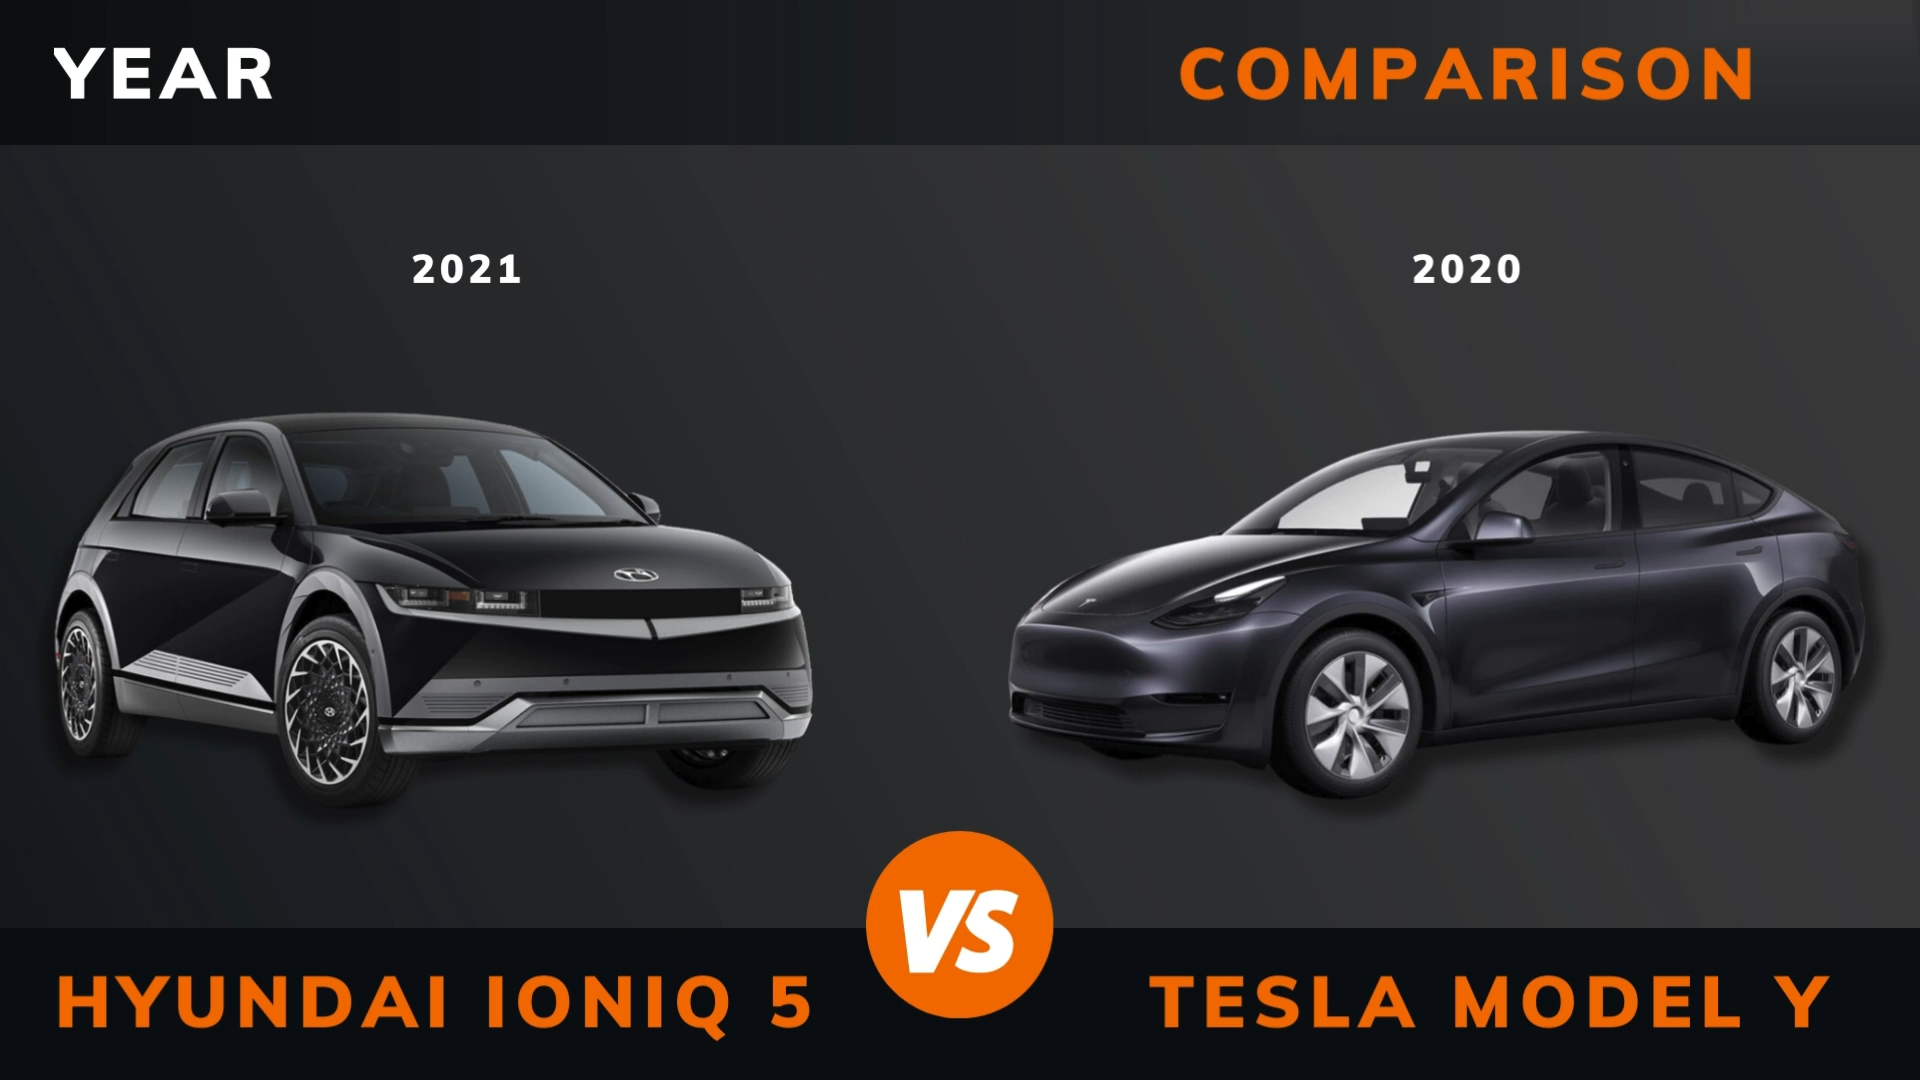 YEAR
COMPARISON
2021
2020
VS
HYUNDAI IONIQ 5
TESLA MODEL Y